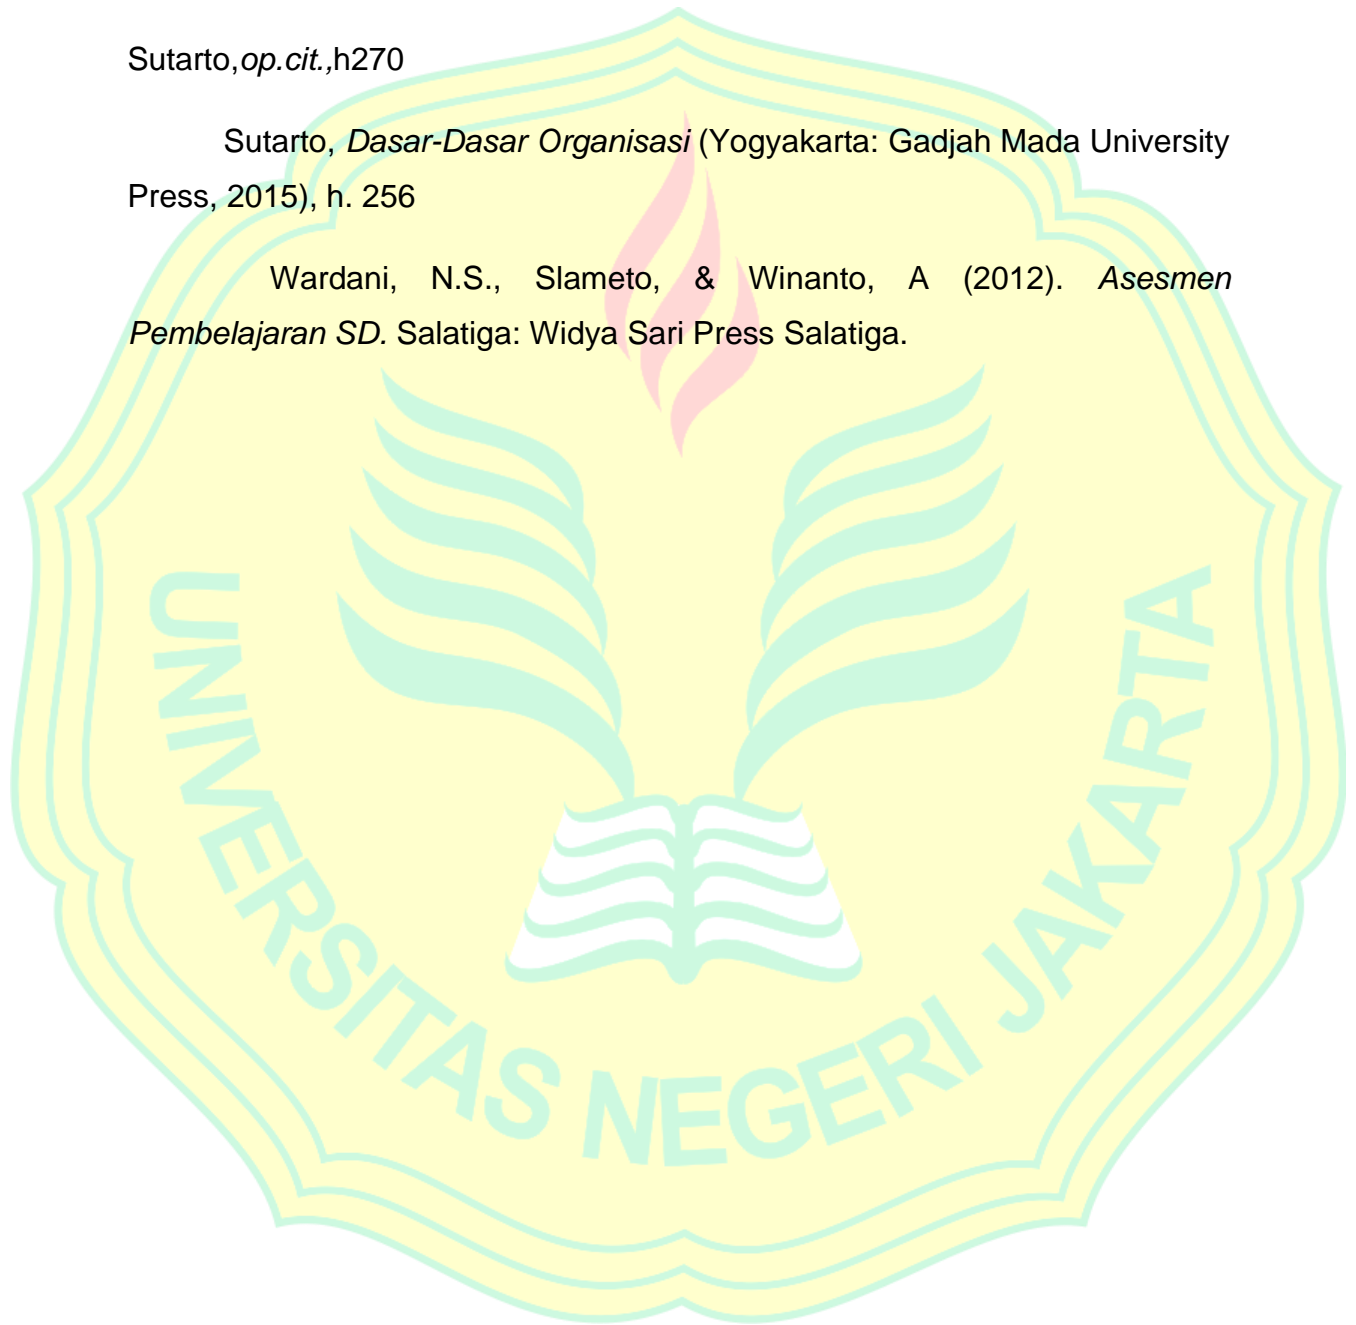 Sutarto,op.cit.,h270
Sutarto, Dasar-Dasar Organisasi (Yogyakarta: Gadjah Mada University
Press, 2015), h. 256
Wardani, N.S., Slameto, & Winanto, A (2012). Asesmen
Pembelajaran SD. Salatiga: Widya Sari Press Salatiga.
UNIVERSITAS NEGERI JAKARTA